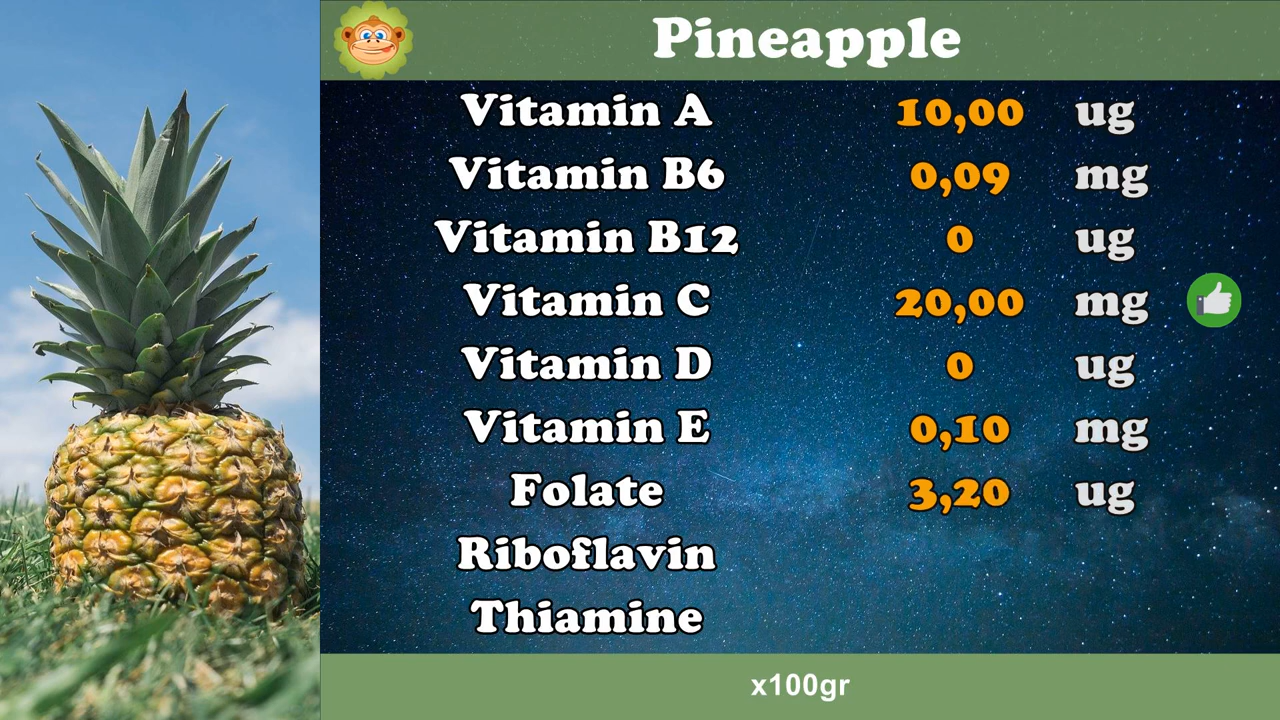 Pineapple
Vitamin A 10,00 ug
Vitamin B6 0,09 mg
Vitamin B12 0 ug
Vitamin C 20,00 mg
Vitamin D 0 ug
Vitamin E 0,10 mg
Folate 3,20 ug
Riboflavin
Thiamine
x100gr